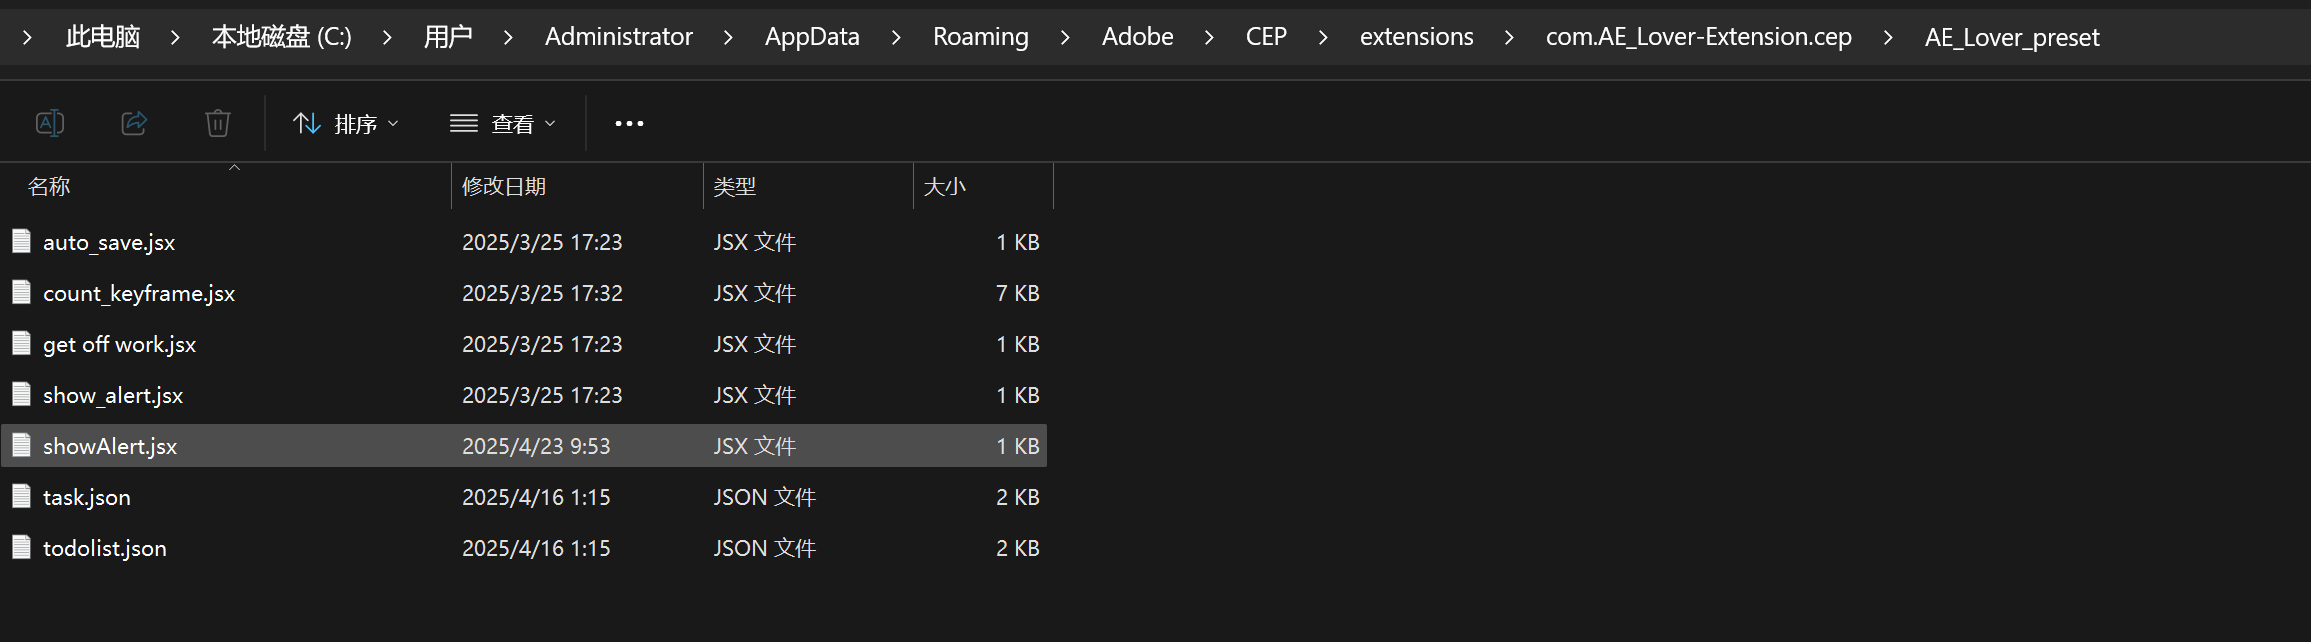 > 此电脑 > 本地磁盘 (C:) > 用户 > Administrator > AppData > Roaming > Adobe > CEP > extensions > com.AE_Lover-Extension.cep > AE_Lover_preset
排序 查看 •••
名称 修改日期 类型 大小
auto_save.jsx 2025/3/25 17:23 JSX 文件 1 KB
count_keyframe.jsx 2025/3/25 17:32 JSX 文件 7 KB
get off work.jsx 2025/3/25 17:23 JSX 文件 1 KB
show_alert.jsx 2025/3/25 17:23 JSX 文件 1 KB
showAlert.jsx 2025/4/23 9:53 JSX 文件 1 KB
task.json 2025/4/16 1:15 JSON 文件 2 KB
todolist.json 2025/4/16 1:15 JSON 文件 2 KB